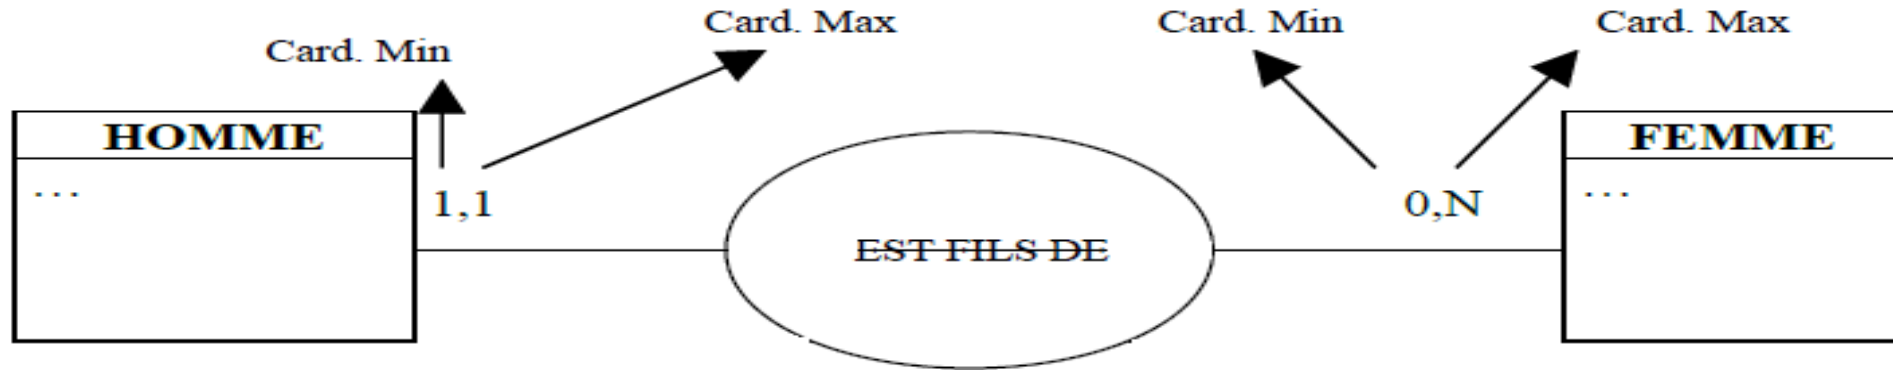 Card. Min
Card. Max
Card. Min
Card. Max
HOMME
...
1,1
EST FILS DE
0,N
FEMME
...